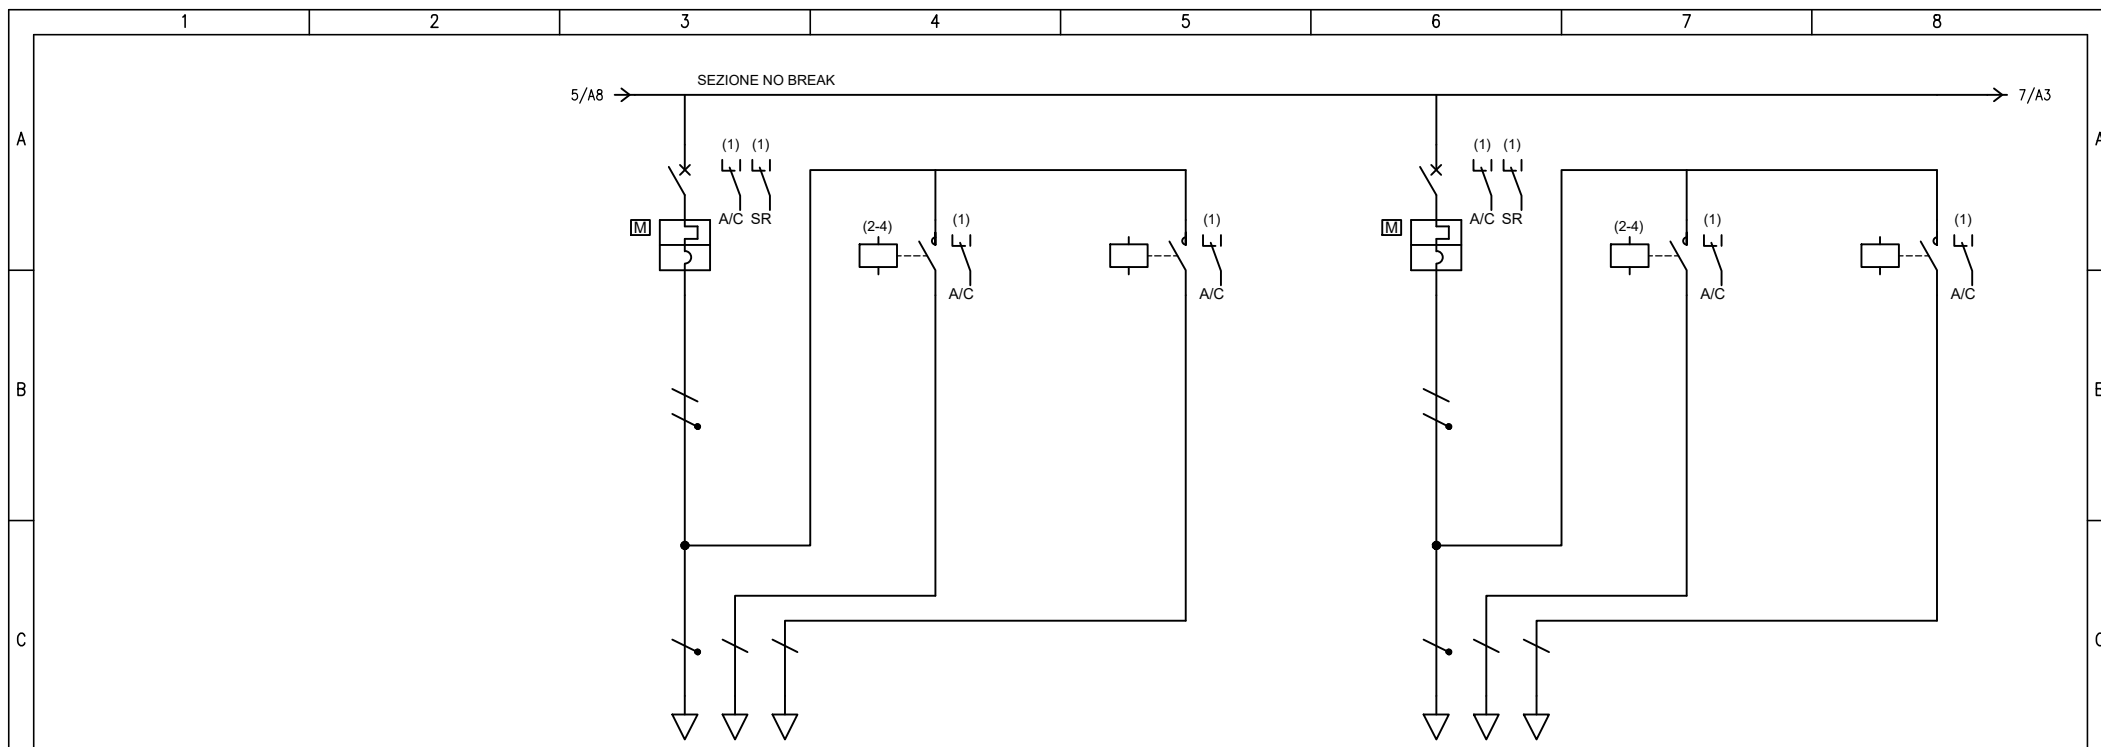 1 2 3 4 5 6 7 8
SEZIONE NO BREAK
5/A8 7/A3
A A
(1) (1) (1) (1)
A/C SR (1) (1) A/C SR (1) (1)
M (2-4) M (2-4)
A/C A/C A/C A/C
B
C